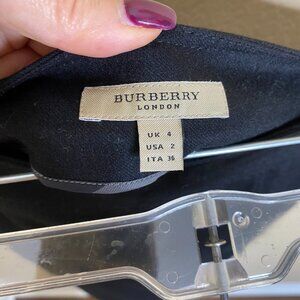 BURBERRY
LONDON
UK 4
USA 2
ITA 36